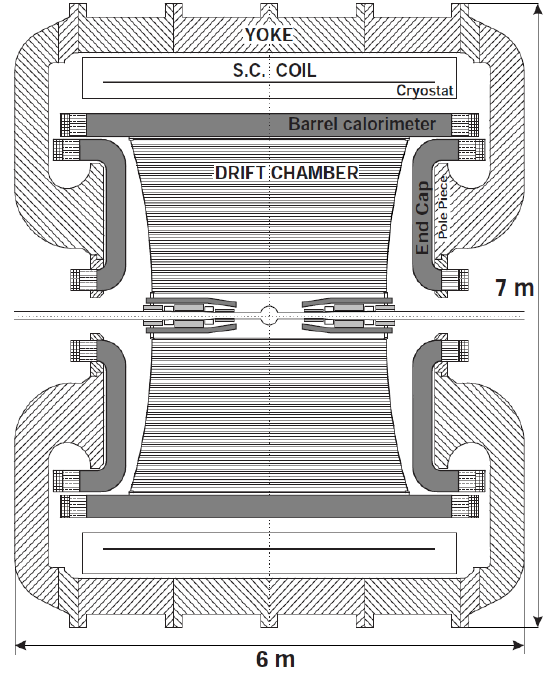 YOKE
S.C. COIL
Cryostat
Barrel calorimeter
DRIFT CHAMBER
End Cap
Pole Piece
7 m
6 m